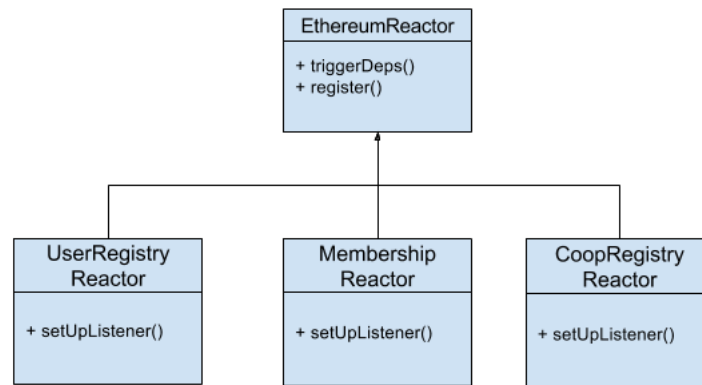 EthereumReactor
+ triggerDeps()
+ register()
UserRegistry
Reactor
+ setUpListener()
Membership
Reactor
+ setUpListener()
CoopRegistry
Reactor
+ setUpListener()